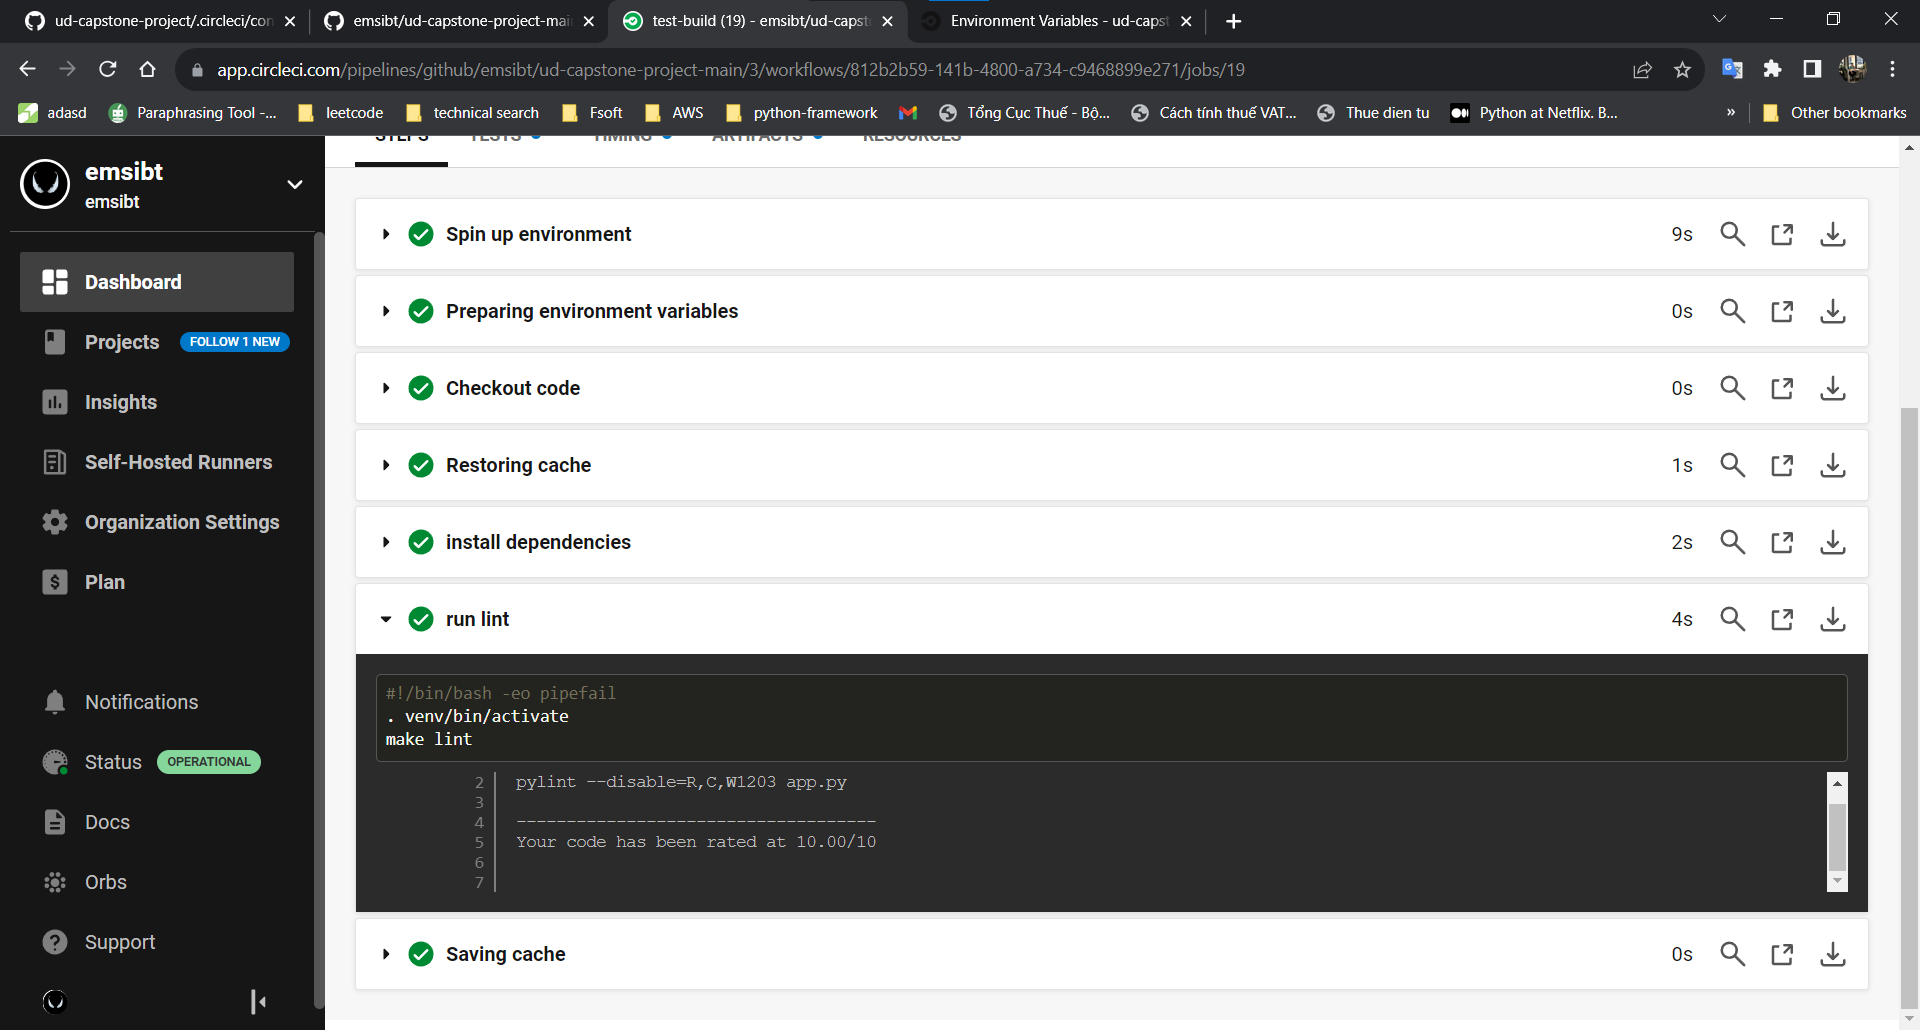 ud-capstone-project/.circleci/con
emsibt/ud-capstone-project-mai
test-build (19) - emsibt/ud-capst
Environment Variables - ud-caps
app.circleci.com/pipelines/github/emsibt/ud-capstone-project-main/3/workflows/812b2b59-141b-4800-a734-c9468899e271/jobs/19
adasd
Paraphrasing Tool -...
leetcode
technical search
Fsoft
AWS
python-framework
Tổng Cục Thuế - Bộ...
Cách tính thuế VAT...
Thue dien tu
Python at Netflix. B...
»
Other bookmarks
emsibt
emsibt
Dashboard
Projects FOLLOW 1 NEW
Insights
Self-Hosted Runners
Organization Settings
Plan
Notifications
Status OPERATIONAL
Docs
Orbs
Support
STEPS TESTS TIMING ARTIFACTS RESOURCES
Spin up environment 9s
Preparing environment variables 0s
Checkout code 0s
Restoring cache 1s
install dependencies 2s
run lint 4s
#!/bin/bash -eo pipefail
. venv/bin/activate
make lint
2 pylint --disable=R,C,W1203 app.py
3
4 ------------------------------------
5 Your code has been rated at 10.00/10
6
7
Saving cache 0s